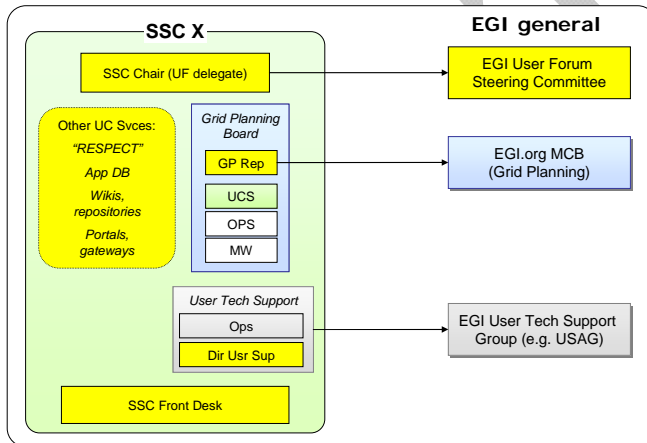 SSC X
EGI general
SSC Chair (UF delegate)
EGI User Forum
Steering Committee
Other UC Svces:
“RESPECT”
App DB
Wikis,
repositories
Portals,
gateways
Grid Planning
Board
GP Rep
UCS
OPS
MW
EGI.org MCB
(Grid Planning)
User Tech Support
Ops
Dir Usr Sup
EGI User Tech Support
Group (e.g. USAG)
SSC Front Desk